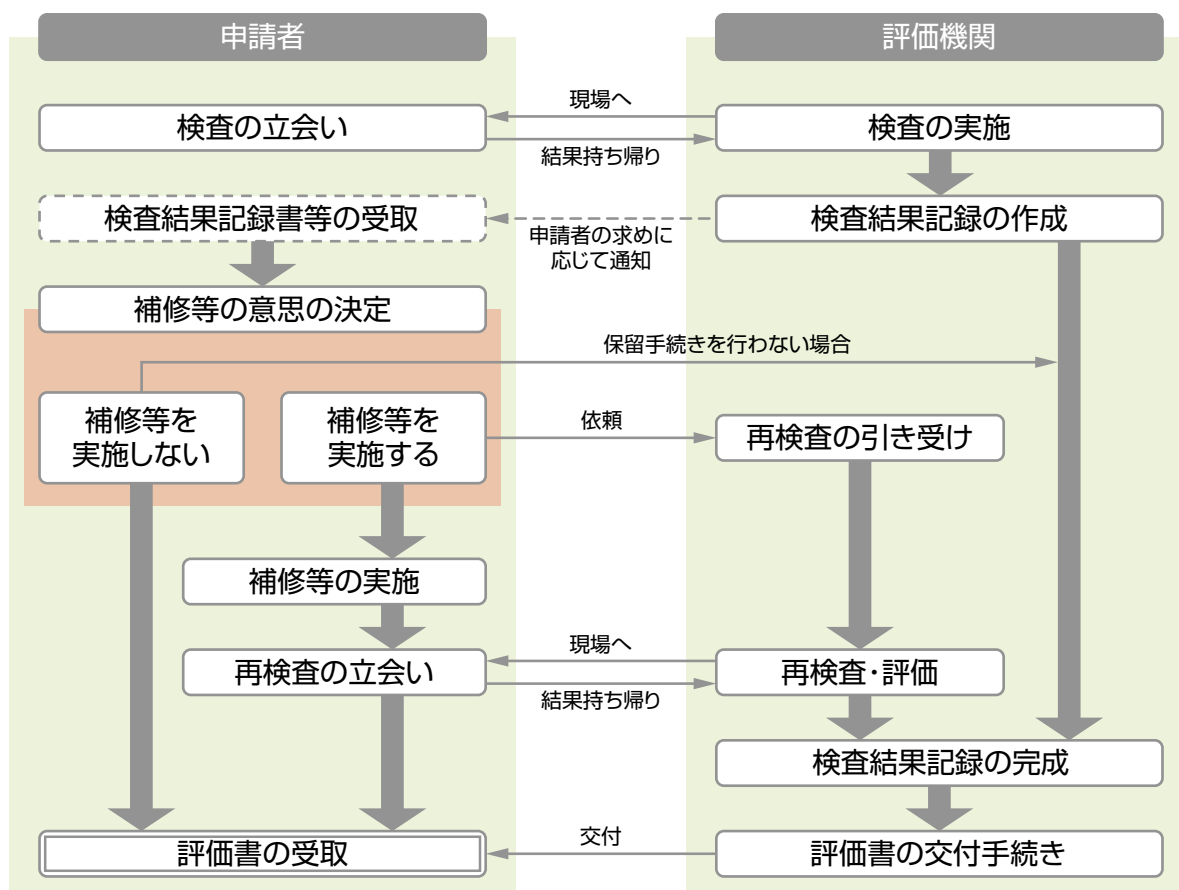 申請者
評価機関
現場へ
検査の立会い
検査の実施
結果持ち帰り
検査結果記録書等の受取
検査結果記録の作成
申請者の求めに
応じて通知
補修等の意思の決定
保留手続きを行わない場合
補修等を
実施しない
補修等を
実施する
依頼
再検査の引き受け
補修等の実施
現場へ
再検査の立会い
再検査・評価
結果持ち帰り
検査結果記録の完成
交付
評価書の受取
評価書の交付手続き